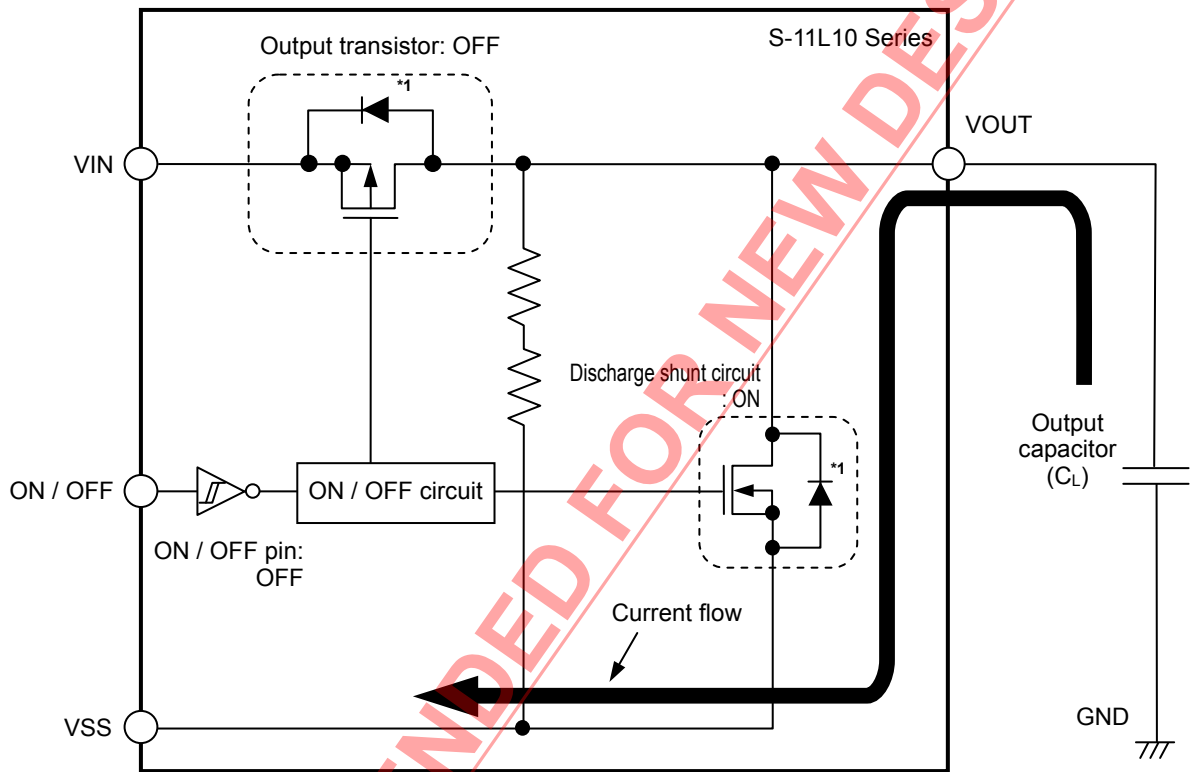 S-11L10 Series
Output transistor: OFF
*1
VOUT
VIN
Discharge shunt circuit
: ON
*1
Output
capacitor
(CL)
ON / OFF
ON / OFF circuit
ON / OFF pin:
OFF
Current flow
VSS
GND
NDED FOR NEW DES